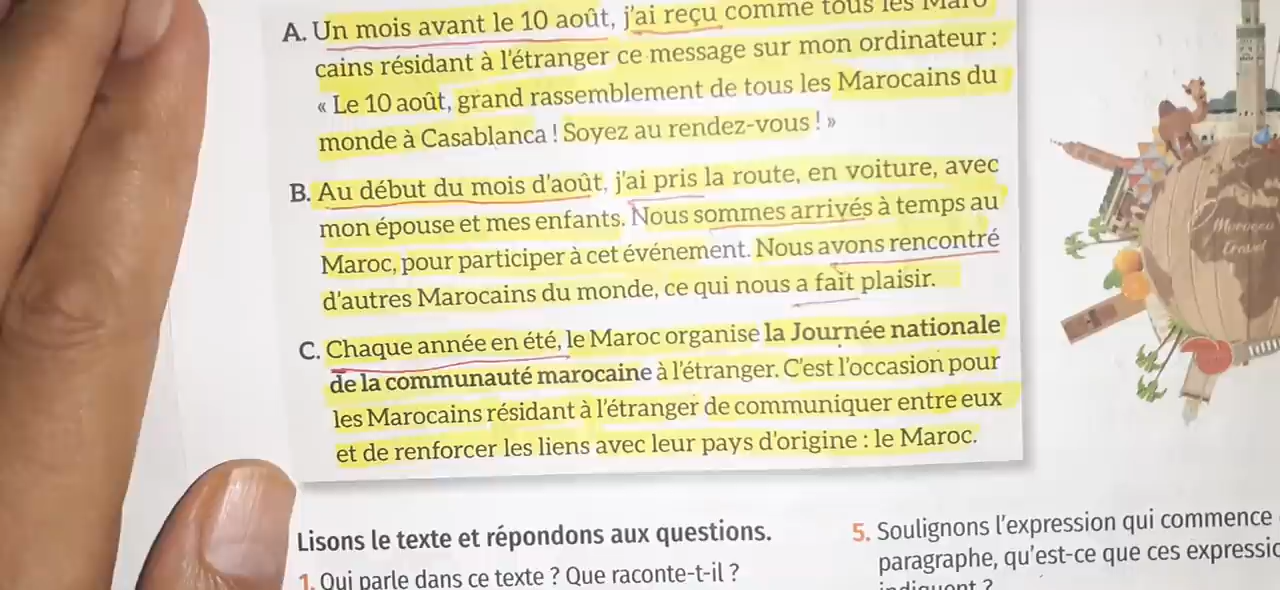 A. Un mois avant le 10 août, j'ai reçu comme tous les Maro
cains résidant à l'étranger ce message sur mon ordinateur :
« Le 10 août, grand rassemblement de tous les Marocains du
monde à Casablanca ! Soyez au rendez-vous ! »
B. Au début du mois d'août, j'ai pris la route, en voiture, avec
mon épouse et mes enfants. Nous sommes arrivés à temps au
Maroc, pour participer à cet événement. Nous avons rencontré
d'autres Marocains du monde, ce qui nous a fait plaisir.
C. Chaque année en été, le Maroc organise la Journée nationale
de la communauté marocaine à l'étranger. C'est l'occasion pour
les Marocains résidant à l'étranger de communiquer entre eux
et de renforcer les liens avec leur pays d'origine : le Maroc.
Morocco
travel
Lisons le texte et répondons aux questions.
1. Qui parle dans ce texte ? Que raconte-t-il ?
5. Soulignons l'expression qui commence
paragraphe, qu'est-ce que ces expressio
indiquent ?